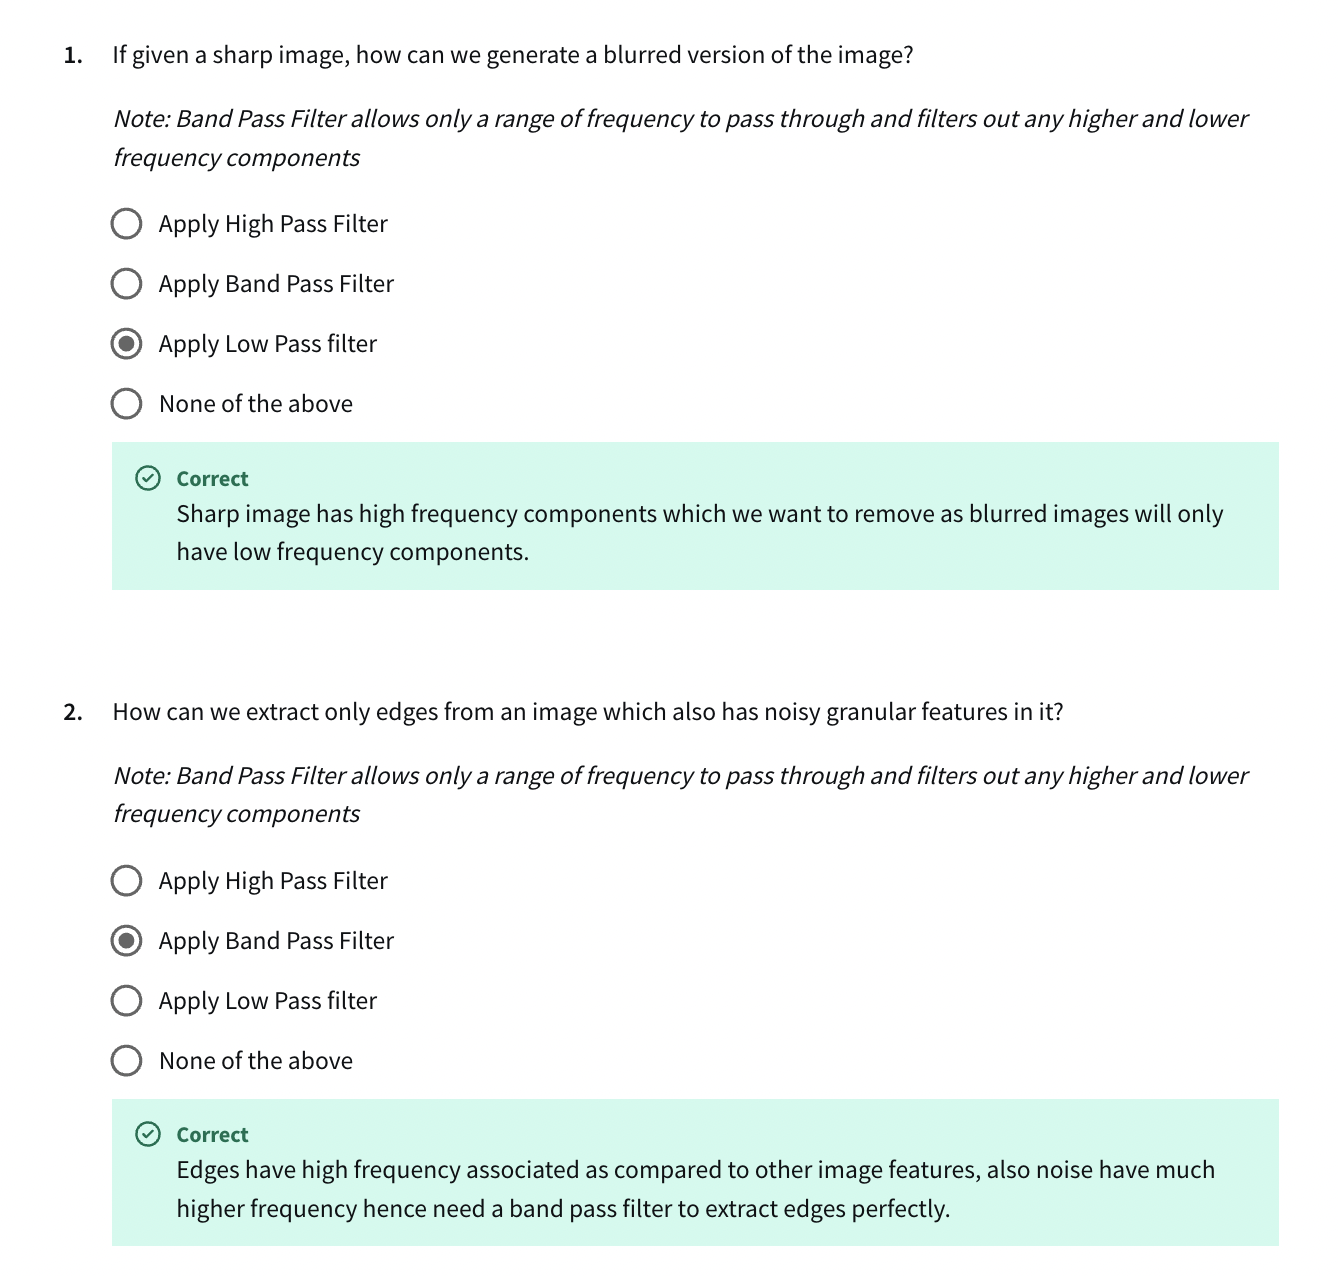 1. If given a sharp image, how can we generate a blurred version of the image?
Note: Band Pass Filter allows only a range of frequency to pass through and filters out any higher and lower
frequency components
Apply High Pass Filter
Apply Band Pass Filter
Apply Low Pass filter
None of the above
Correct
Sharp image has high frequency components which we want to remove as blurred images will only
have low frequency components.
2. How can we extract only edges from an image which also has noisy granular features in it?
Note: Band Pass Filter allows only a range of frequency to pass through and filters out any higher and lower
frequency components
Apply High Pass Filter
Apply Band Pass Filter
Apply Low Pass filter
None of the above
Correct
Edges have high frequency associated as compared to other image features, also noise have much
higher frequency hence need a band pass filter to extract edges perfectly.